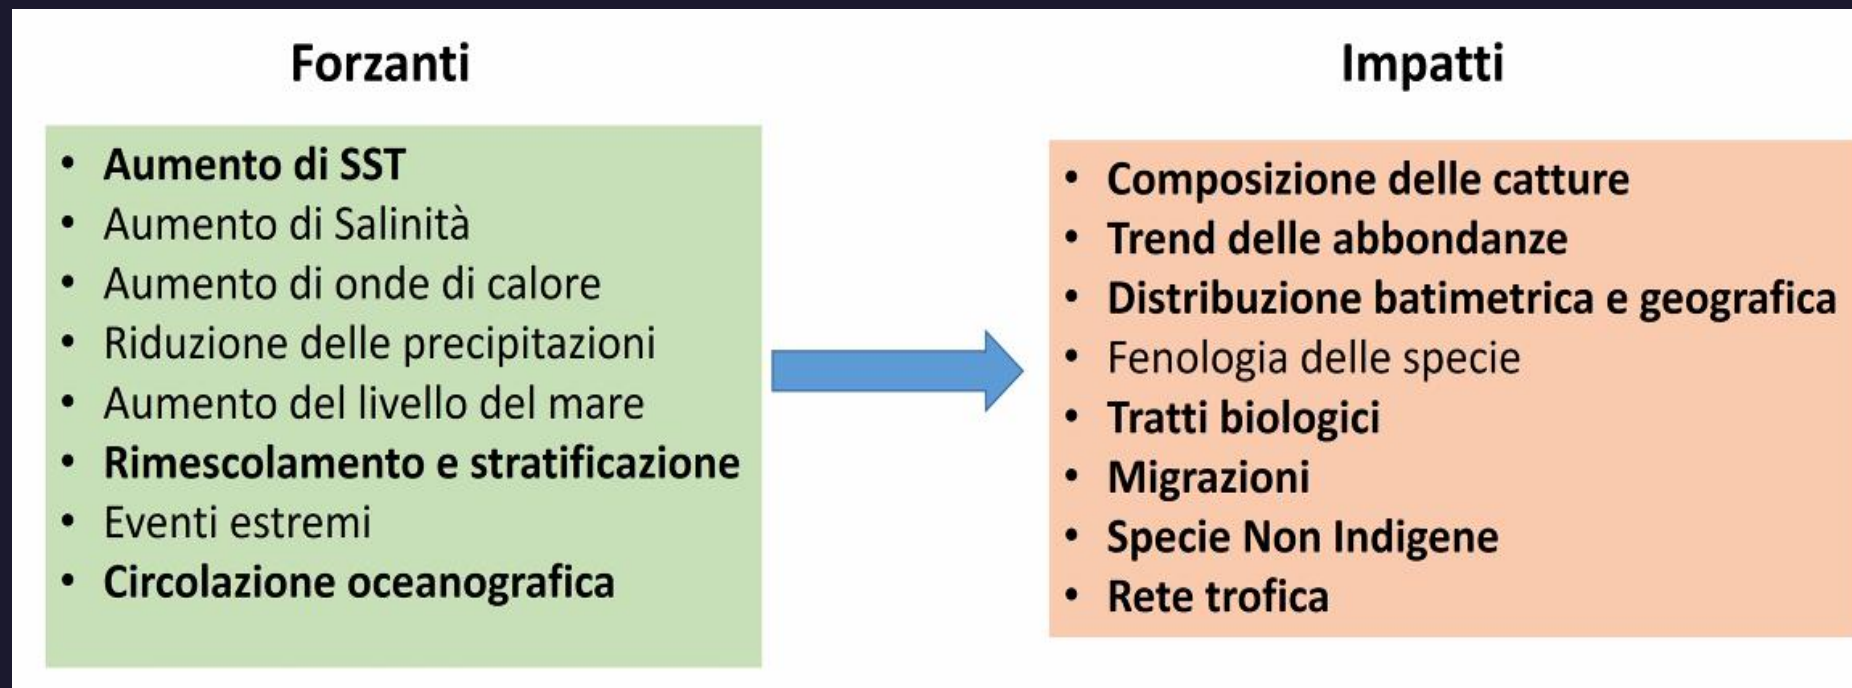 Forzanti
• Aumento di SST
• Aumento di Salinità
• Aumento di onde di calore
• Riduzione delle precipitazioni
• Aumento del livello del mare
• Rimescolamento e stratificazione
• Eventi estremi
• Circolazione oceanografica
Impatti
• Composizione delle catture
• Trend delle abbondanze
• Distribuzione batimetrica e geografica
• Fenologia delle specie
• Tratti biologici
• Migrazioni
• Specie Non Indigene
• Rete trofica